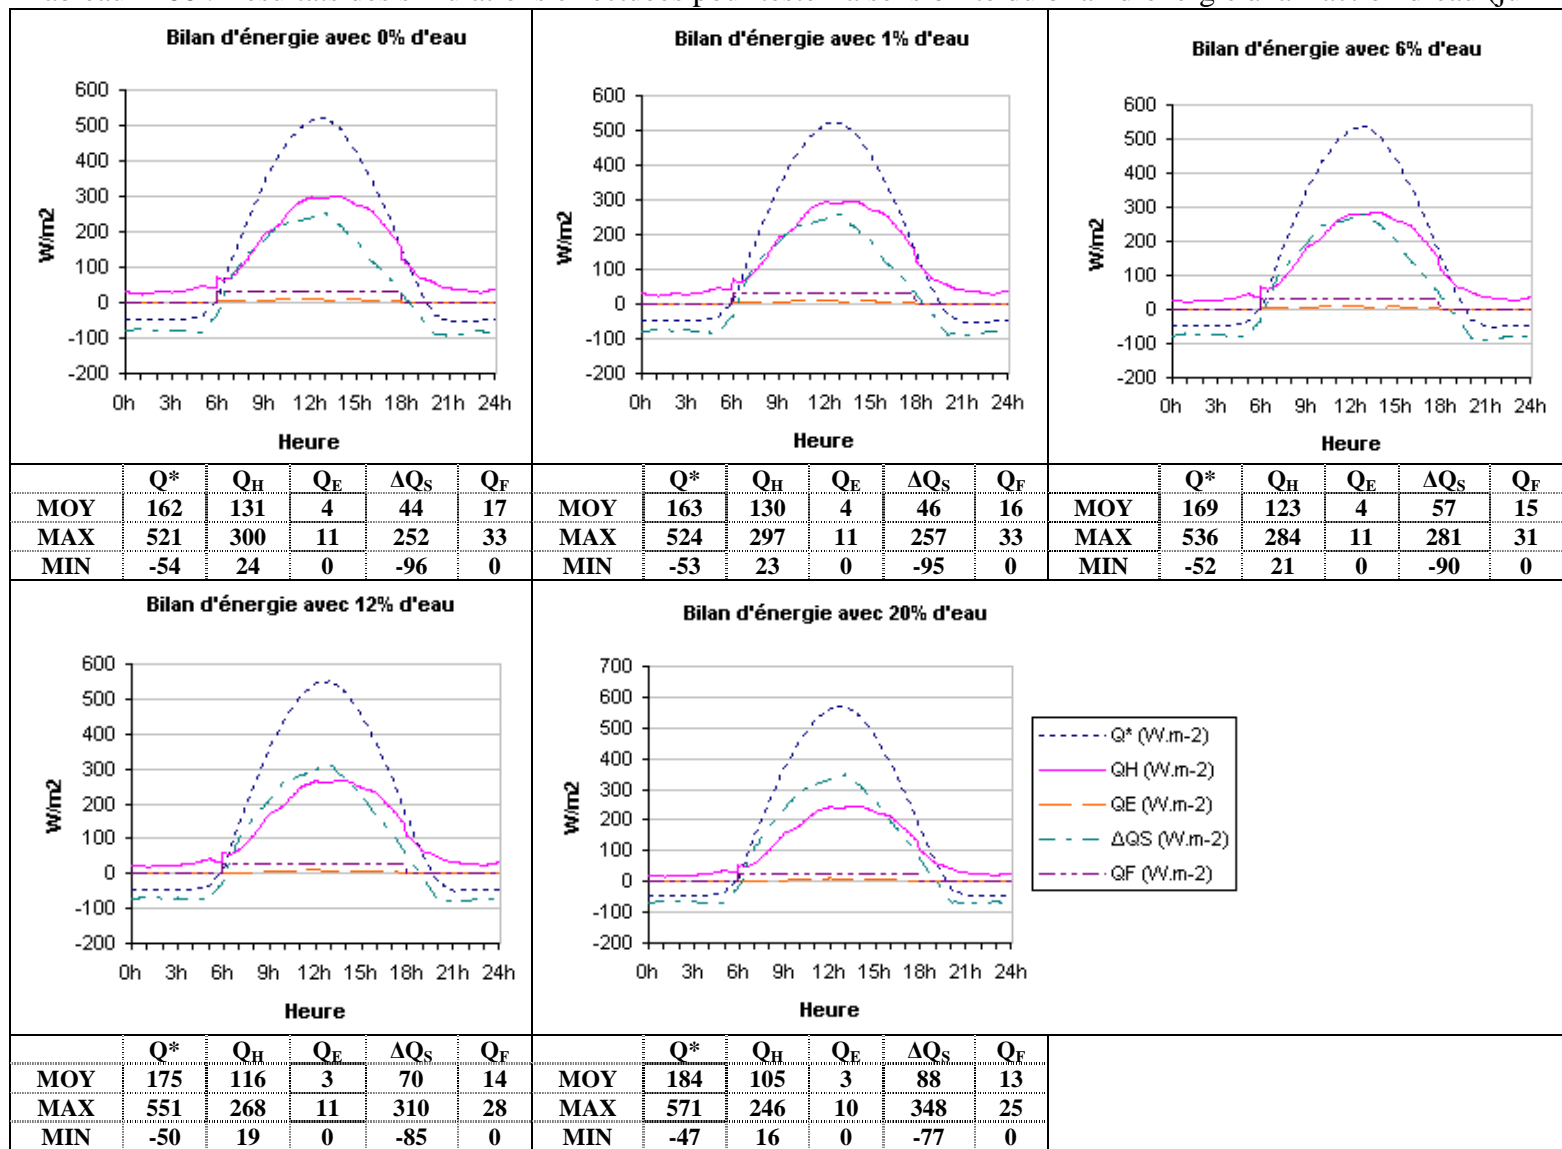 Bilan d'énergie avec 0% d'eau
600
500
400
300
200
100
0
-100
-200
W/m2
0h 3h 6h 9h 12h 15h 18h 21h 24h
Heure
Bilan d'énergie avec 1% d'eau
600
500
400
300
200
100
0
-100
-200
W/m2
0h 3h 6h 9h 12h 15h 18h 21h 24h
Heure
Bilan d'énergie avec 6% d'eau
600
500
400
300
200
100
0
-100
-200
W/m2
0h 3h 6h 9h 12h 15h 18h 21h 24h
Heure
Q* QH QE ΔQS QF
MOY 162 131 4 44 17
MAX 521 300 11 252 33
MIN -54 24 0 -96 0
Q* QH QE ΔQS QF
MOY 163 130 4 46 16
MAX 524 297 11 257 33
MIN -53 23 0 -95 0
Q* QH QE ΔQS QF
MOY 169 123 4 57 15
MAX 536 284 11 281 31
MIN -52 21 0 -90 0
Bilan d'énergie avec 12% d'eau
600
500
400
300
200
100
0
-100
-200
W/m2
0h 3h 6h 9h 12h 15h 18h 21h 24h
Heure
Bilan d'énergie avec 20% d'eau
700
600
500
400
300
200
100
0
-100
-200
W/m2
0h 3h 6h 9h 12h 15h 18h 21h 24h
Heure
Q* (W.m-2)
QH (W.m-2)
QE (W.m-2)
ΔQS (W.m-2)
QF (W.m-2)
Q* QH QE ΔQS QF
MOY 175 116 3 70 14
MAX 551 268 11 310 28
MIN -50 19 0 -85 0
Q* QH QE ΔQS QF
MOY 184 105 3 88 13
MAX 571 246 10 348 25
MIN -47 16 0 -77 0